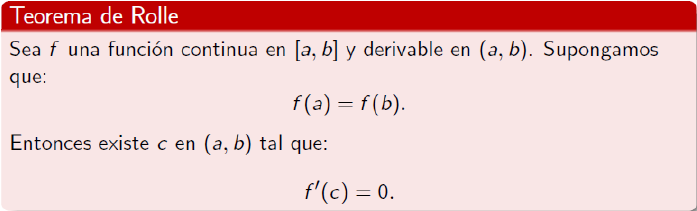 Teorema de Rolle
Sea f una función continua en [a, b] y derivable en (a, b). Supongamos
que:
f(a) = f(b).
Entonces existe c en (a, b) tal que:
f′(c) = 0.